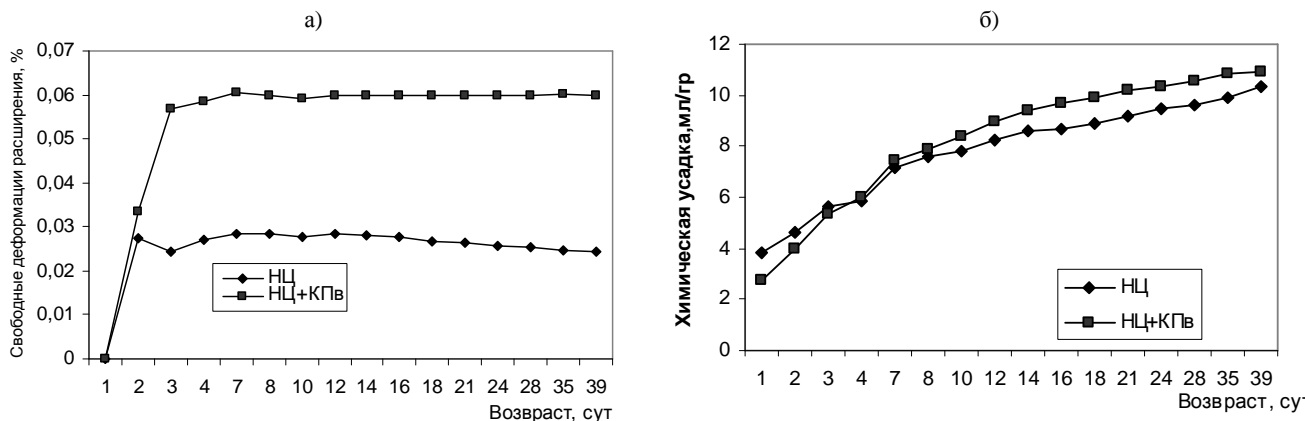 а)
Свободные деформации расширения, %
0,07
0,06
0,05
0,04
0,03
0,02
0,01
0
НЦ
НЦ+КПв
1 2 3 4 7 8 10 12 14 16 18 21 24 28 35 39
Возвраст, сут
б)
Химическая усадка,мл/гр
12
10
8
6
4
2
0
НЦ
НЦ+КПв
1 2 3 4 7 8 10 12 14 16 18 21 24 28 35 39
Возвраст, сут